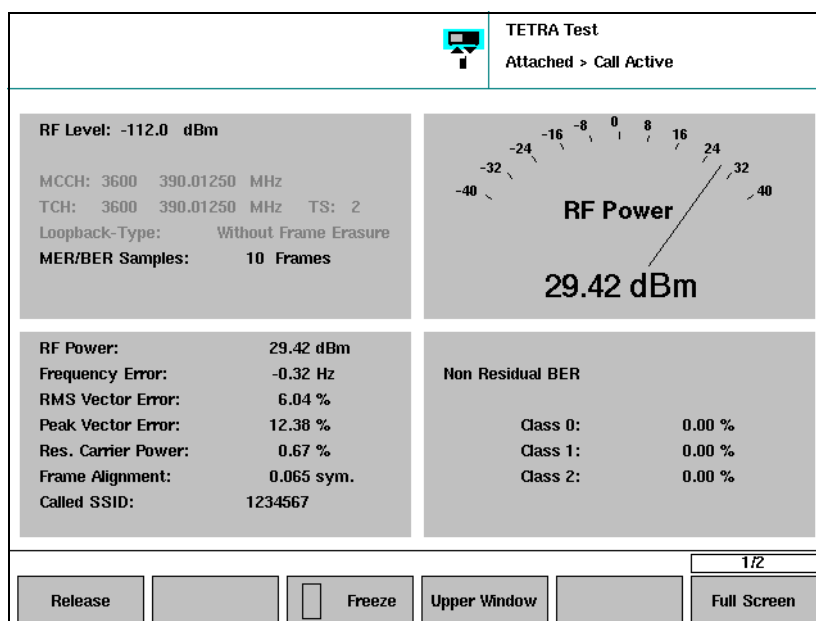 TETRA Test
Attached > Call Active
RF Level: -112.0 dBm
MCCH: 3600 390.01250 MHz
TCH: 3600 390.01250 MHz TS: 2
Loopback-Type: Without Frame Erasure
MER/BER Samples: 10 Frames
-40 -32 -24 -16 -8 0 8 16 24 32 40
RF Power
29.42 dBm
RF Power: 29.42 dBm
Frequency Error: -0.32 Hz
RMS Vector Error: 6.04 %
Peak Vector Error: 12.38 %
Res. Carrier Power: 0.67 %
Frame Alignment: 0.065 sym.
Called SSID: 1234567
Non Residual BER
Class 0: 0.00 %
Class 1: 0.00 %
Class 2: 0.00 %
1/2
Release Freeze Upper Window Full Screen